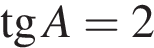 tg A = 2